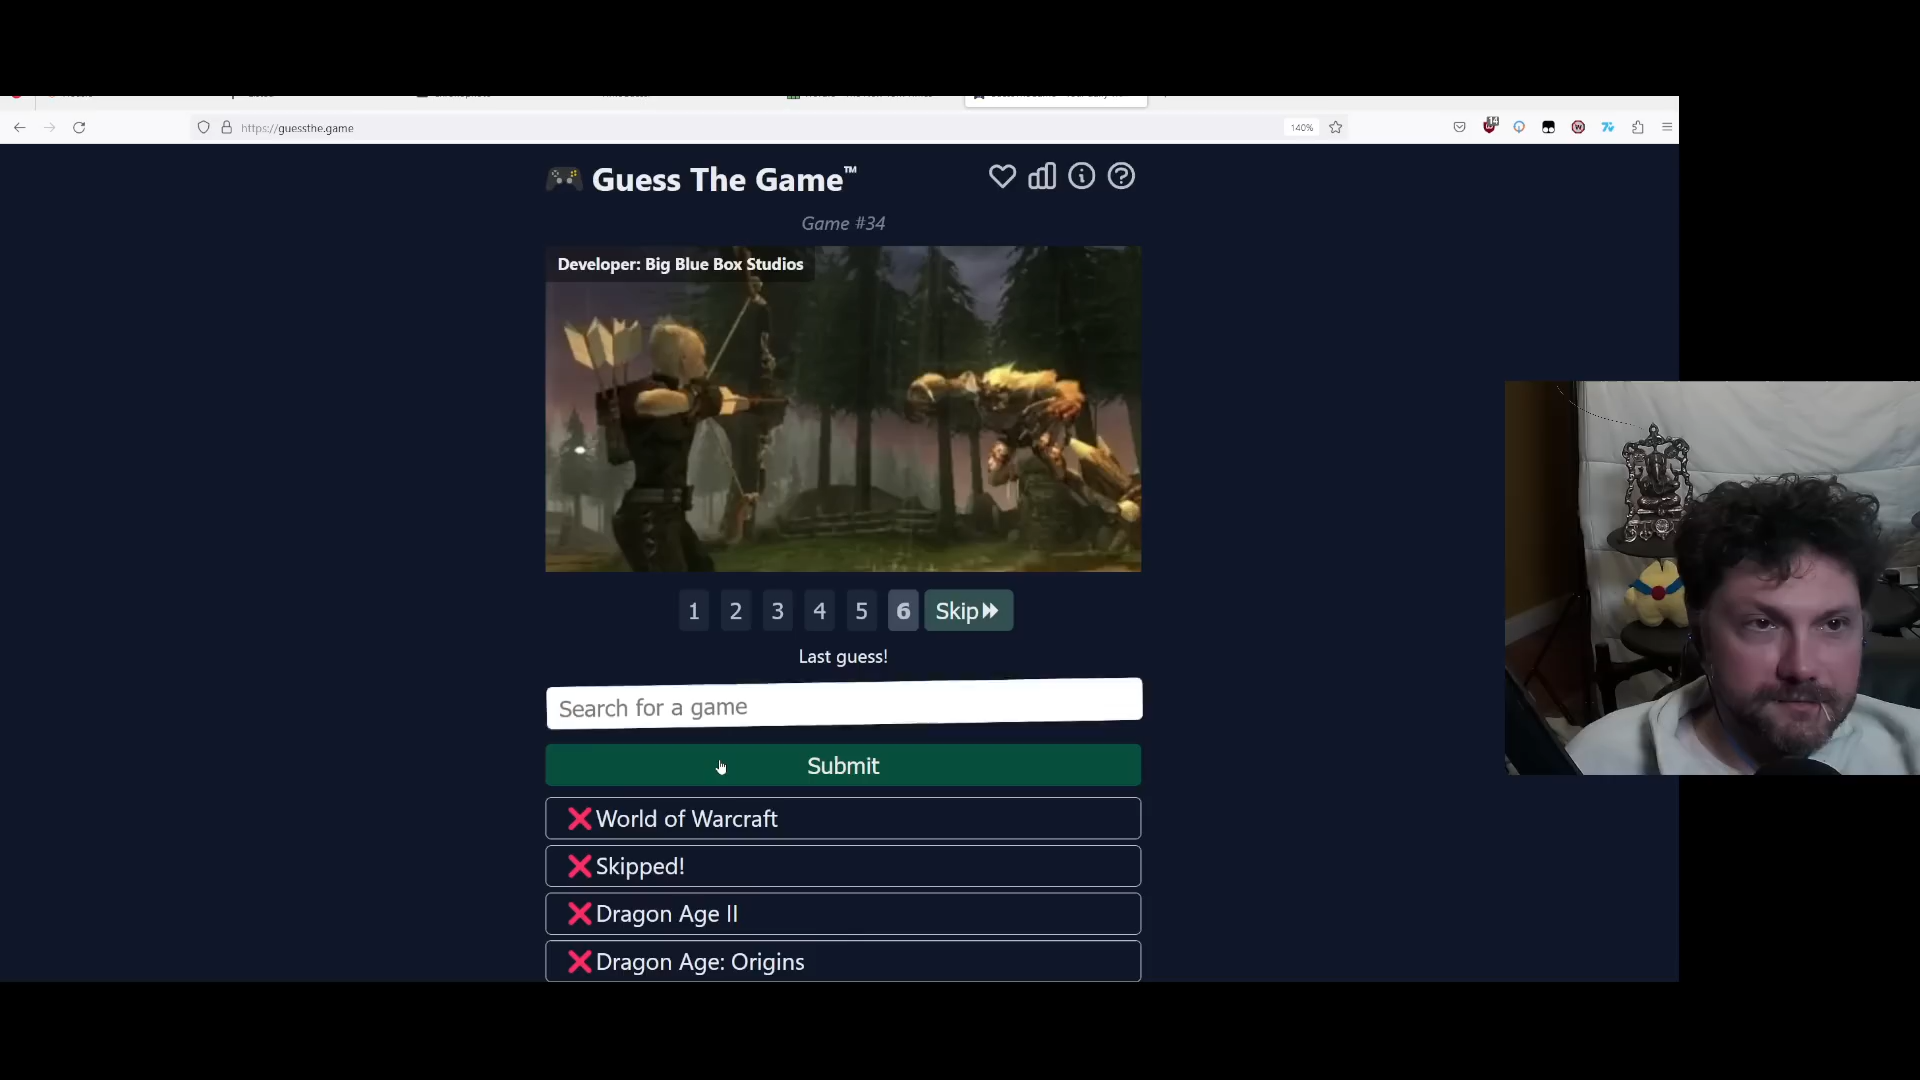 https://guessthe.game
140%
14
Guess The Game™
Game #34
Developer: Big Blue Box Studios
1 2 3 4 5 6 Skip
Last guess!
Search for a game
Submit
World of Warcraft
Skipped!
Dragon Age II
Dragon Age: Origins